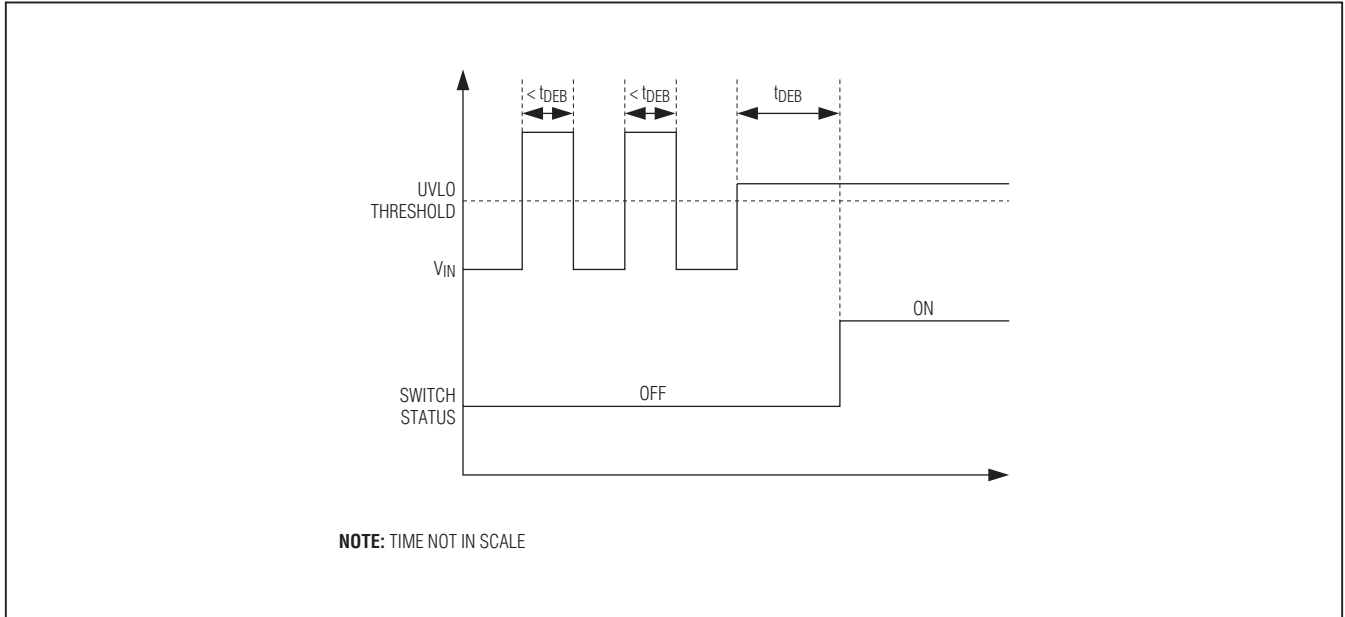 < tDEB
< tDEB
tDEB
UVLO
THRESHOLD
VIN
ON
SWITCH
STATUS
OFF
NOTE: TIME NOT IN SCALE